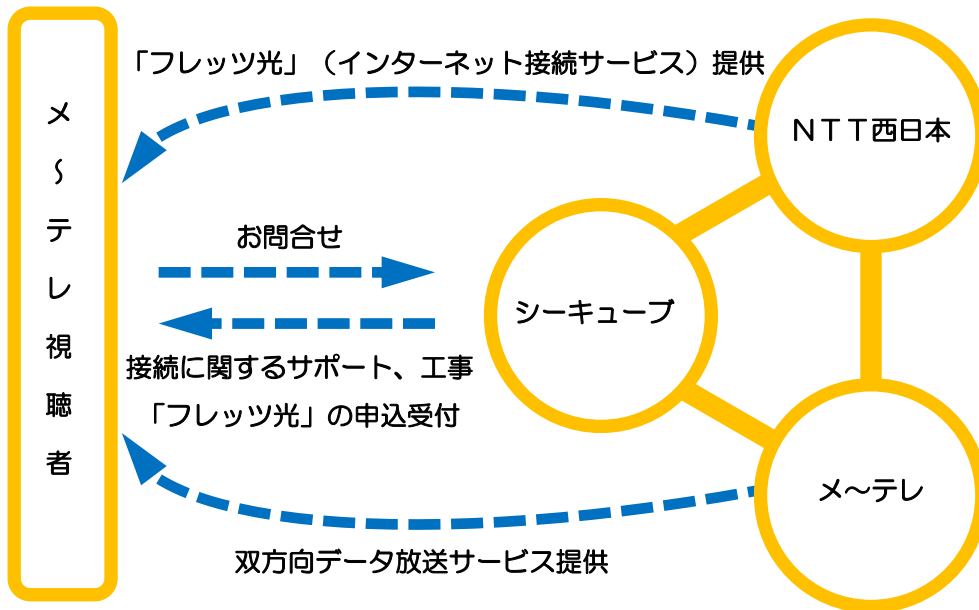 「フレッツ光」（インターネット接続サービス）提供
ＮＴＴ西日本
メ～テレ視聴者
お問合せ
シーキューブ
接続に関するサポート、工事
「フレッツ光」の申込受付
メ～テレ
双方向データ放送サービス提供